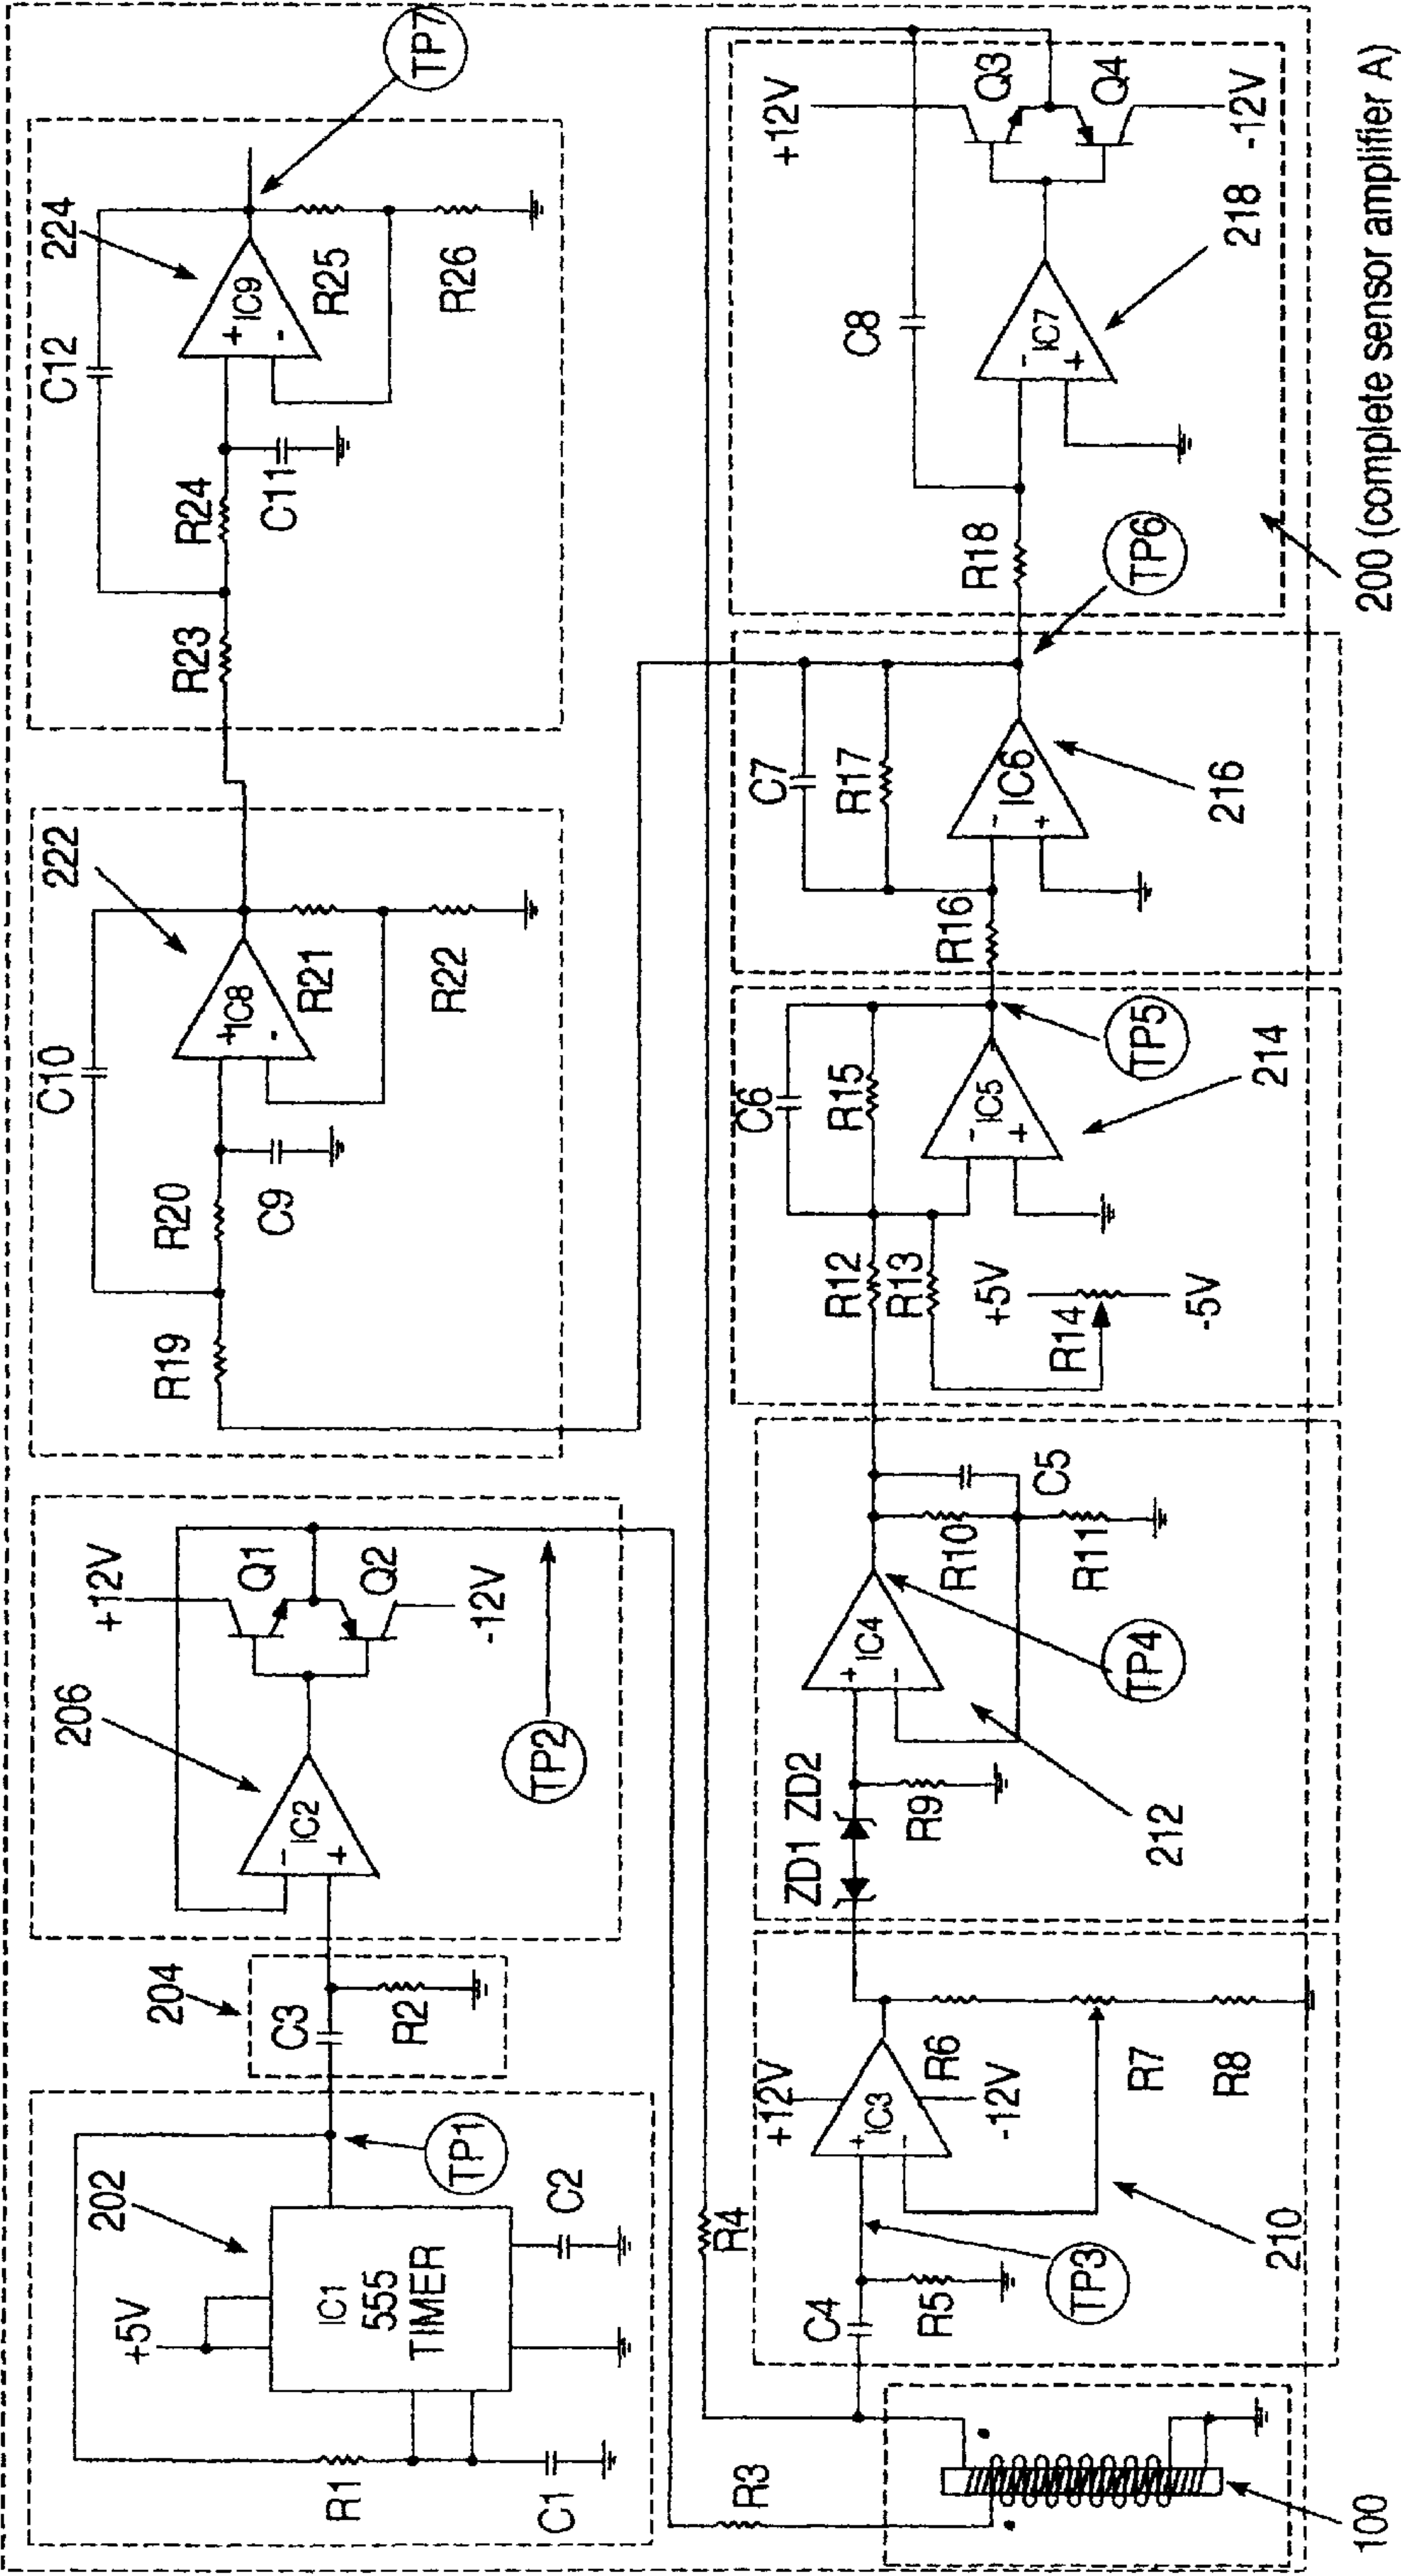 202
+5V
IC1
555
TIMER
R1
C1
C2
TP1
204
C3
R2
206
+12V
- IC2 +
Q1
Q2
-12V
TP2
222
C10
R19
R20
C9
+ IC8 -
R21
R22
224
C12
R23
R24
C11
+ IC9 -
R25
R26
TP7
R3
R4
100
C4
R5
TP3
+12V
+ IC3 -
-12V
R6
R7
R8
210
ZD1 ZD2
R9
+ IC4 -
R10
C5
R11
TP4
212
R12
R13
+5V
R14
-5V
C6
R15
- IC5 +
TP5
214
R16
C7
R17
- IC6 +
216
TP6
R18
C8
- IC7 +
218
+12V
Q3
Q4
-12V
200 (complete sensor amplifier A)